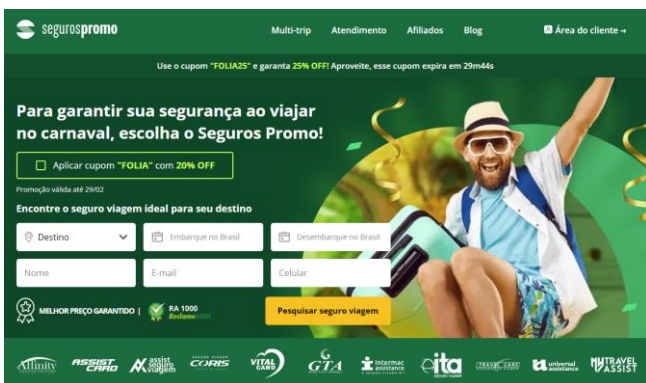 segurospromo
Multi-trip Atendimento Afiliados Blog Área do cliente →
Use o cupom "FOLIA25" e garanta 25% OFF! Aproveite, esse cupom expira em 29m44s
Para garantir sua segurança ao viajar
no carnaval, escolha o Seguros Promo!
Aplicar cupom "FOLIA" com 20% OFF
Promoção válida até 29/02
Encontre o seguro viagem ideal para seu destino
Destino Embarque no Brasil Desembarque no Brasil
Nome E-mail Celular
MELHOR PREÇO GARANTIDO | RA 1000
ReclameAQUI
Pesquisar seguro viagem
Affinity ASSIST CARD assist seguro viagem CORIS VITAL CARD GTA intermac assistance ita TRAVEL CARD universal assistance MYTRAVEL ASSIST